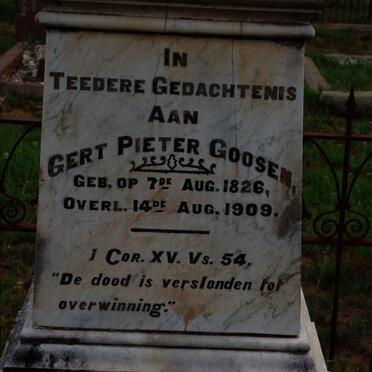 IN
TEEDERE GEDACHTENIS
AAN
GERT PIETER GOOSEN,
GEB. OP 7DE AUG. 1826,
OVERL. 14DE AUG. 1909.
I COR. XV. VS. 54.
"De dood is verslonden tot
overwinning."